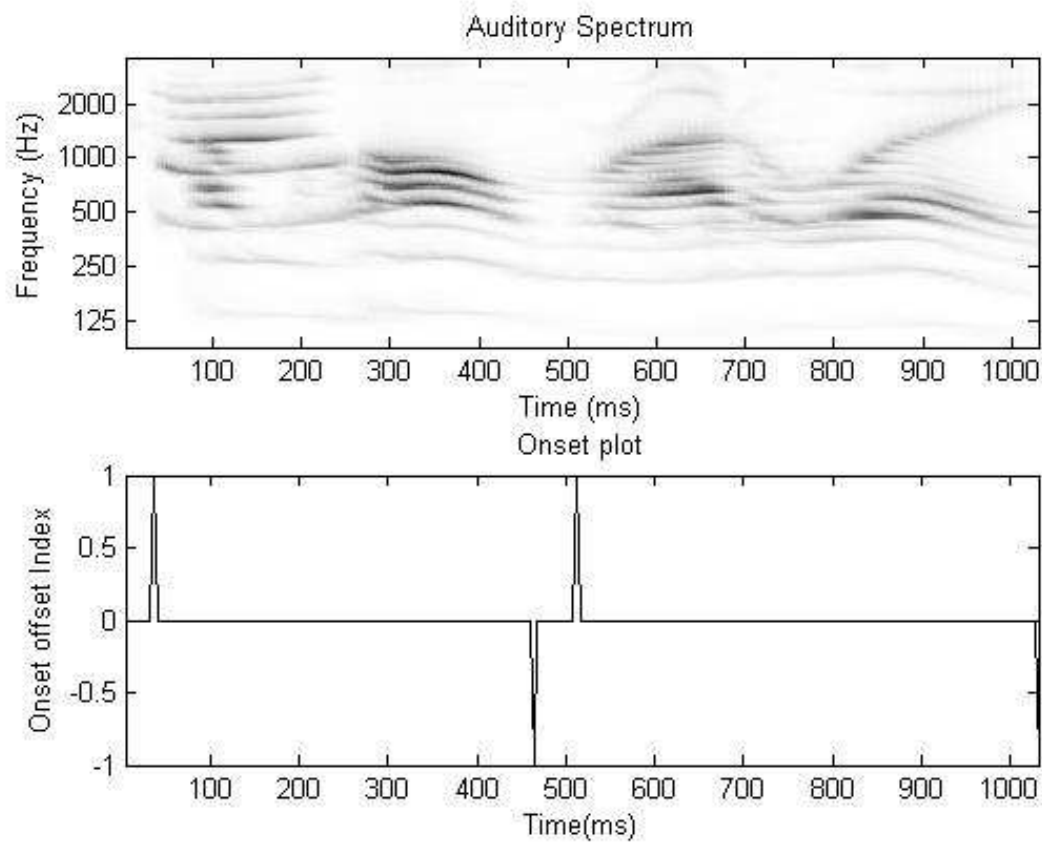 Auditory Spectrum
Frequency (Hz)
2000
1000
500
250
125
100 200 300 400 500 600 700 800 900 1000
Time (ms)
Onset plot
Onset offset Index
1
0.5
0
-0.5
-1
100 200 300 400 500 600 700 800 900 1000
Time(ms)